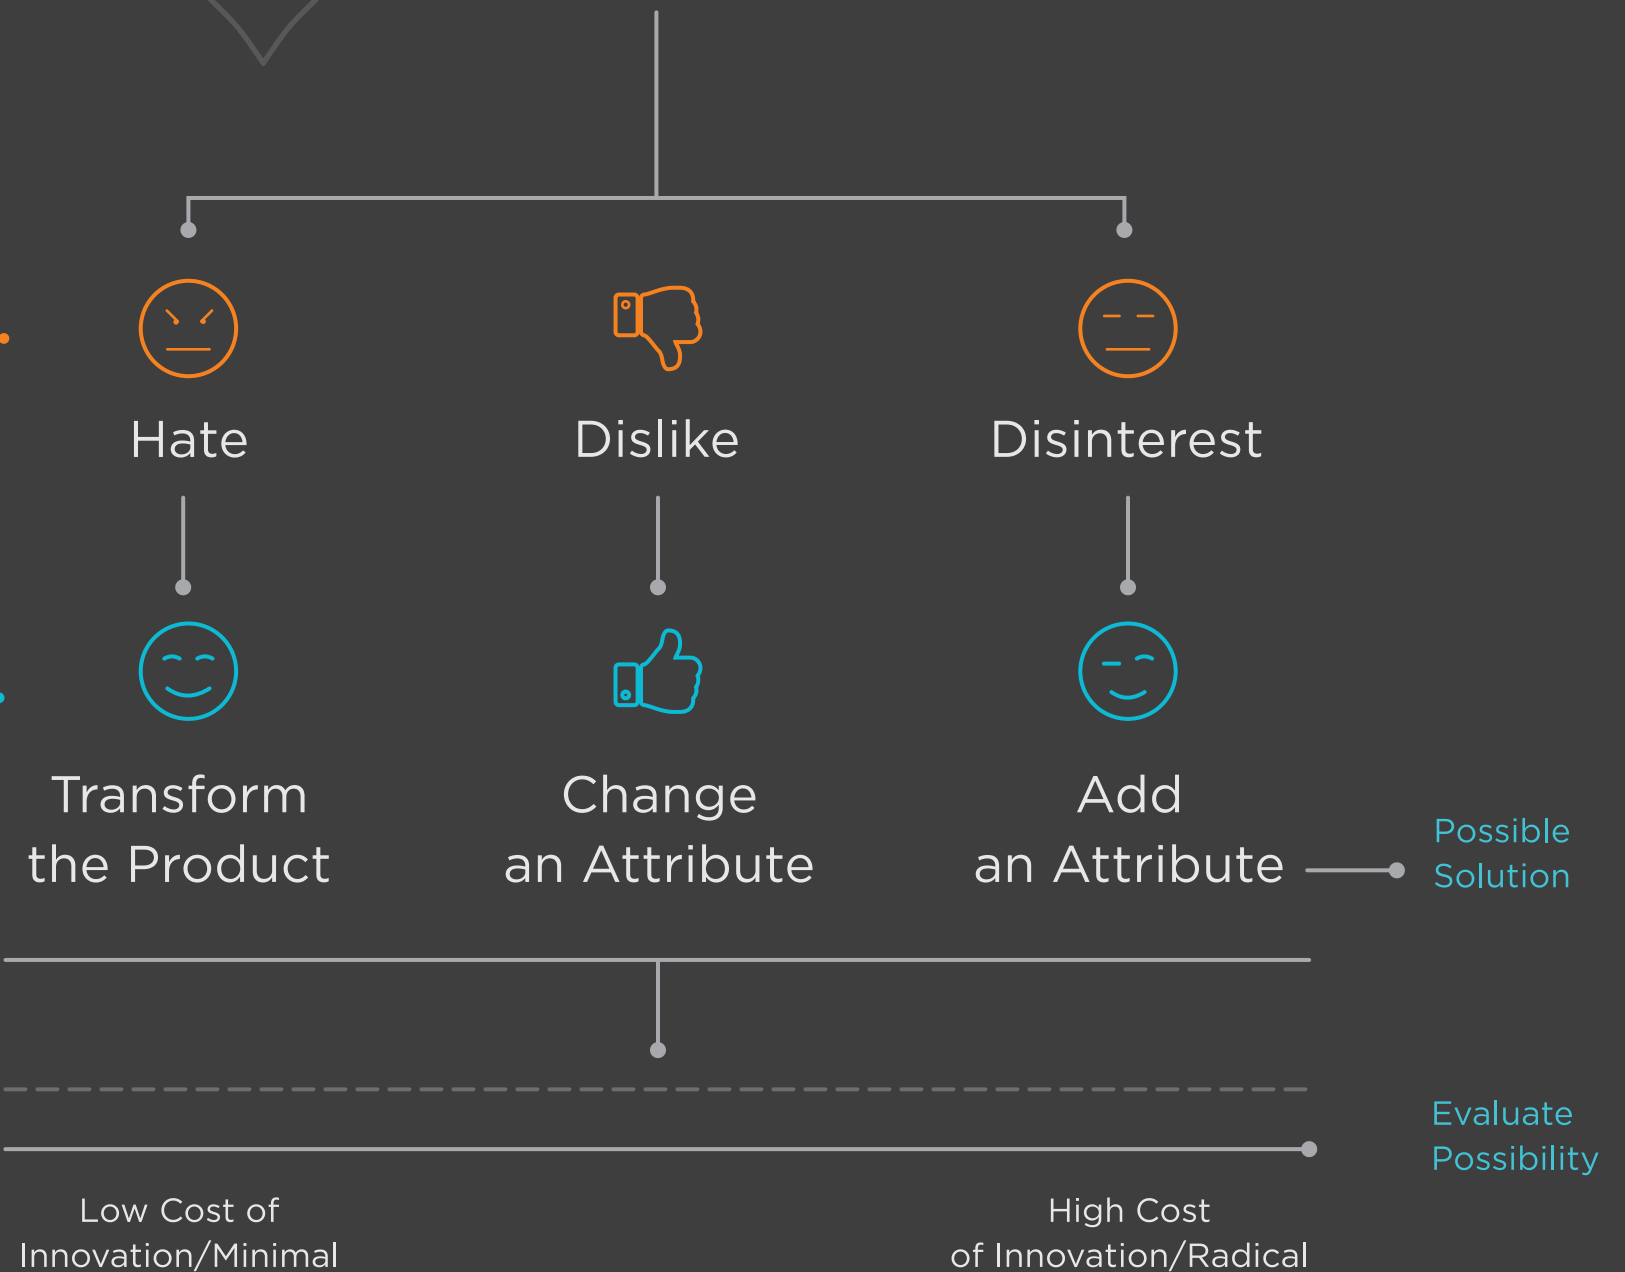 Hate
Dislike
Disinterest
Transform
the Product
Change
an Attribute
Add
an Attribute
Possible
Solution
Evaluate
Possibility
Low Cost of
Innovation/Minimal
High Cost
of Innovation/Radical